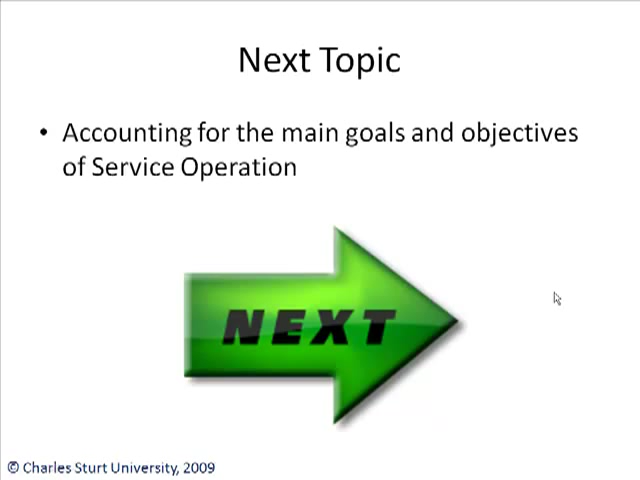 Next Topic
• Accounting for the main goals and objectives
of Service Operation
NEXT
© Charles Sturt University, 2009